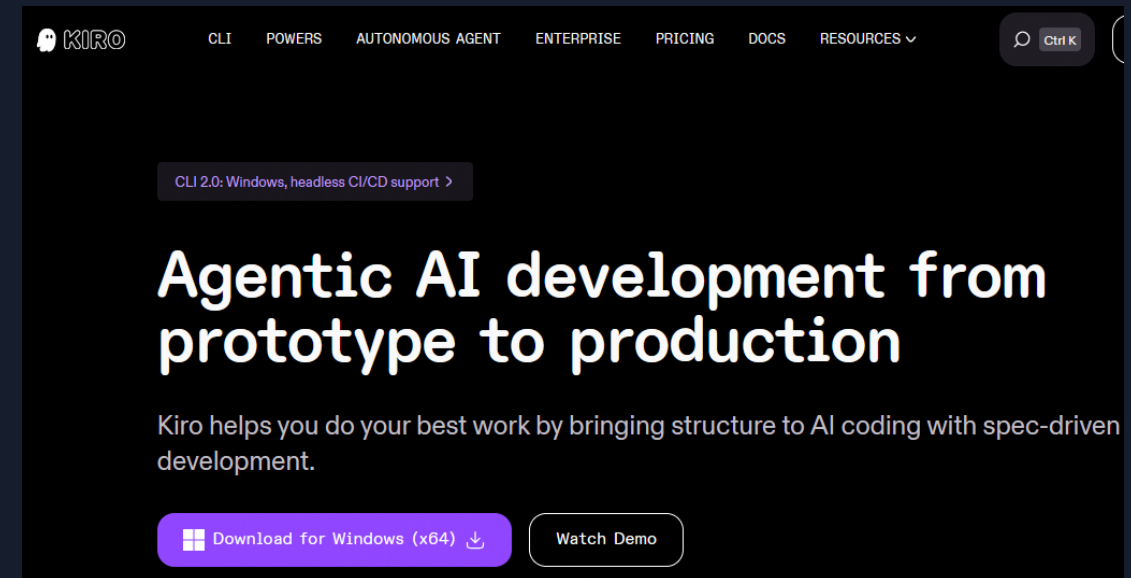 KIRO
CLI
POWERS
AUTONOMOUS AGENT
ENTERPRISE
PRICING
DOCS
RESOURCES
Ctrl K
CLI 2.0: Windows, headless CI/CD support
Agentic AI development from
prototype to production
Kiro helps you do your best work by bringing structure to AI coding with spec-driven
development.
Download for Windows (x64)
Watch Demo